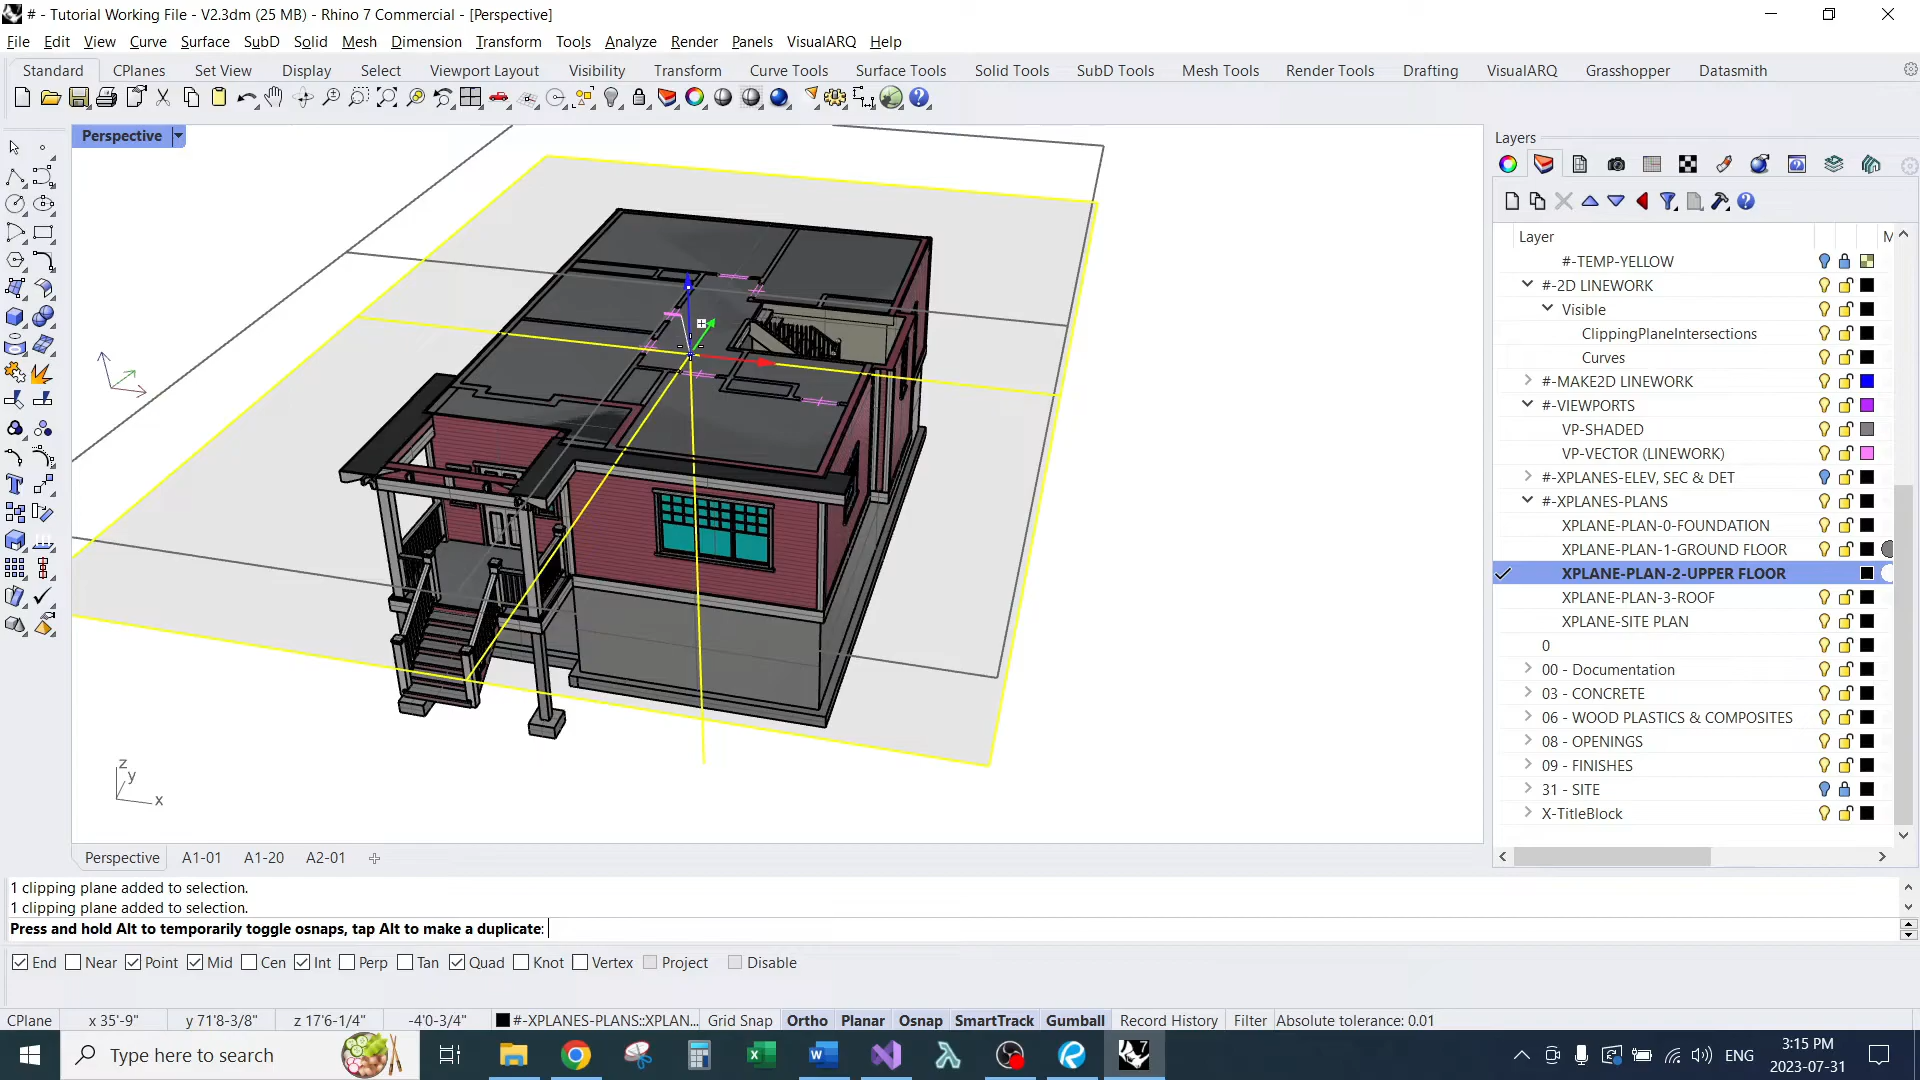 # - Tutorial Working File - V2.3dm (25 MB) - Rhino 7 Commercial - [Perspective]
File Edit View Curve Surface SubD Solid Mesh Dimension Transform Tools Analyze Render Panels VisualARQ Help
Standard CPlanes Set View Display Select Viewport Layout Visibility Transform Curve Tools Surface Tools Solid Tools SubD Tools Mesh Tools Render Tools Drafting VisualARQ Grasshopper Datasmith
Perspective
z
y
x
Layers
Layer M
#-TEMP-YELLOW
#-2D LINEWORK
Visible
ClippingPlaneIntersections
Curves
#-MAKE2D LINEWORK
#-VIEWPORTS
VP-SHADED
VP-VECTOR (LINEWORK)
#-XPLANES-ELEV, SEC & DET
#-XPLANES-PLANS
XPLANE-PLAN-0-FOUNDATION
XPLANE-PLAN-1-GROUND FLOOR
XPLANE-PLAN-2-UPPER FLOOR
XPLANE-PLAN-3-ROOF
XPLANE-SITE PLAN
0
00 - Documentation
03 - CONCRETE
06 - WOOD PLASTICS & COMPOSITES
08 - OPENINGS
09 - FINISHES
31 - SITE
X-TitleBlock
Perspective A1-01 A1-20 A2-01
1 clipping plane added to selection.
1 clipping plane added to selection.
Press and hold Alt to temporarily toggle osnaps, tap Alt to make a duplicate:
End Near Point Mid Cen Int Perp Tan Quad Knot Vertex Project Disable
CPlane x 35'-9" y 71'8-3/8" z 17'6-1/4" -4'0-3/4" #-XPLANES-PLANS::XPLAN... Grid Snap Ortho Planar Osnap SmartTrack Gumball Record History Filter Absolute tolerance: 0.01
Type here to search
ENG
3:15 PM
2023-07-31